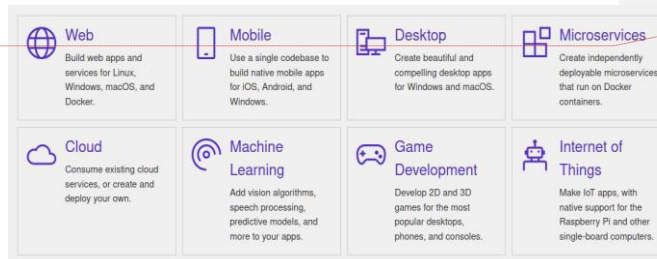 Web
Build web apps and
services for Linux,
Windows, macOS, and
Docker.
Mobile
Use a single codebase to
build native mobile apps
for iOS, Android, and
Windows.
Desktop
Create beautiful and
compelling desktop apps
for Windows and macOS.
Microservices
Create independently
deployable microservices
that run on Docker
containers.
Cloud
Consume existing cloud
services, or create and
deploy your own.
Machine
Learning
Add vision algorithms,
speech processing,
predictive models, and
more to your apps.
Game
Development
Develop 2D and 3D
games for the most
popular desktops,
phones, and consoles.
Internet of
Things
Make IoT apps, with
native support for the
Raspberry Pi and other
single-board computers.